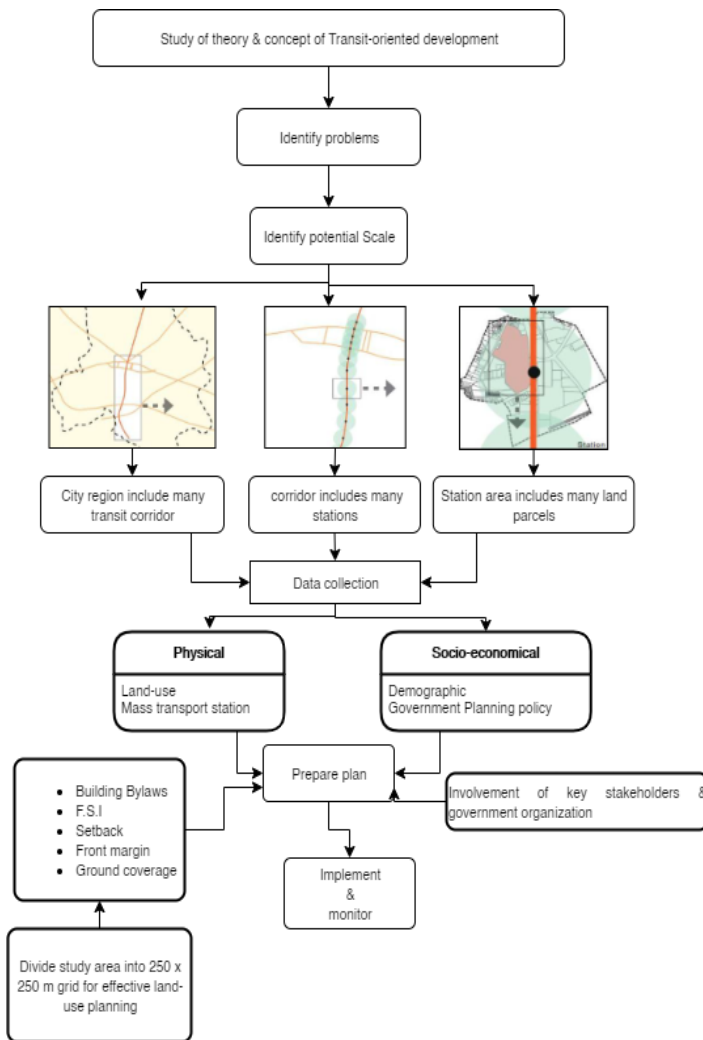 Study of theory & concept of Transit-oriented development
Identify problems
Identify potential Scale
Station
City region include many
transit corridor
corridor includes many
stations
Station area includes many land
parcels
Data collection
Physical
Land-use
Mass transport station
Socio-economical
Demographic
Government Planning policy
Prepare plan
• Building Bylaws
• F.S.I
• Setback
• Front margin
• Ground coverage
Involvement of key stakeholders &
government organization
Implement
&
monitor
Divide study area into 250 x
250 m grid for effective land-
use planning